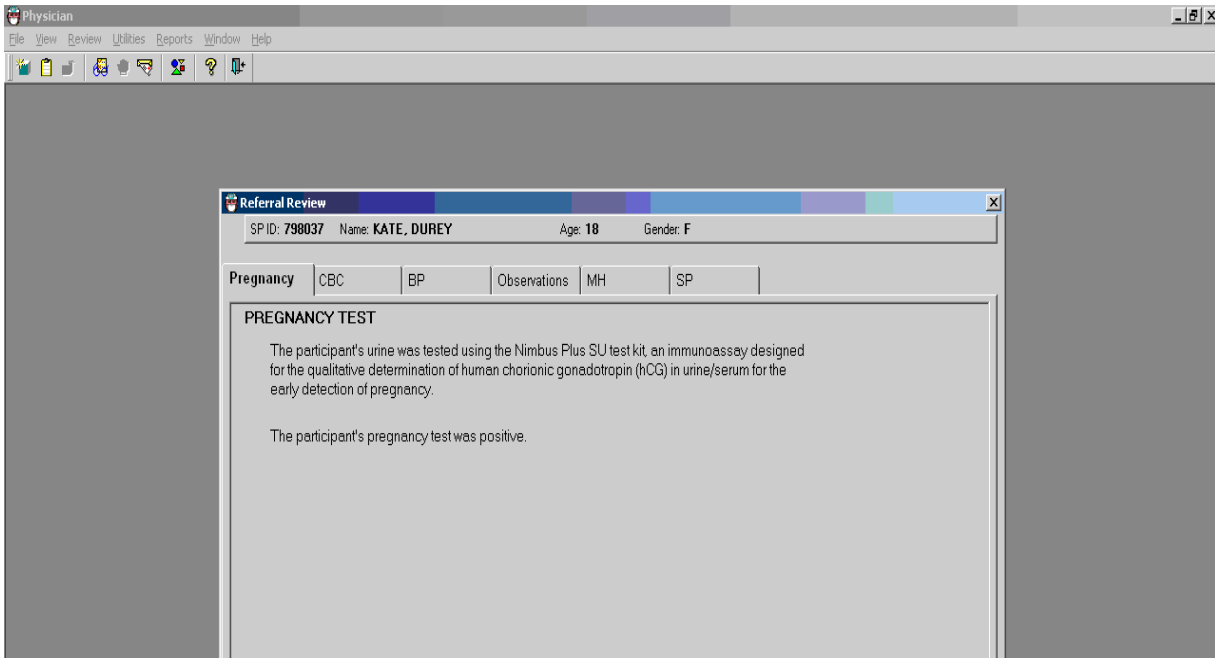 Physician
File View Review Utilities Reports Window Help
Referral Review
SP ID: 798037 Name: KATE, DUREY Age: 18 Gender: F
Pregnancy CBC BP Observations MH SP
PREGNANCY TEST
The participant's urine was tested using the Nimbus Plus SU test kit, an immunoassay designed
for the qualitative determination of human chorionic gonadotropin (hCG) in urine/serum for the
early detection of pregnancy.
The participant's pregnancy test was positive.